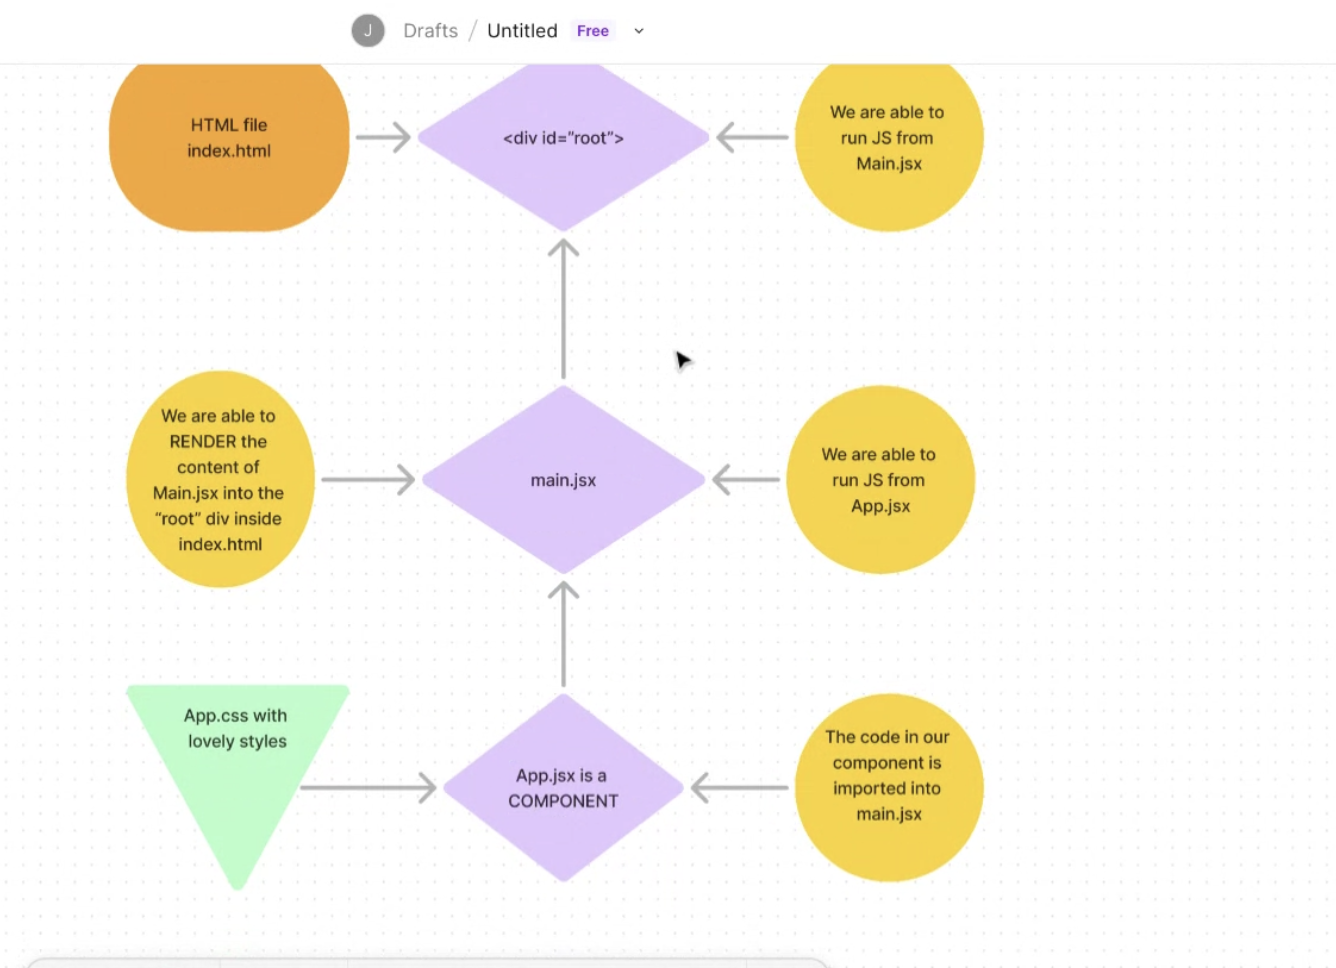 J Drafts / Untitled Free
HTML file
index.html
<div id="root">
We are able to
run JS from
Main.jsx
We are able to
RENDER the
content of
Main.jsx into the
“root” div inside
index.html
main.jsx
We are able to
run JS from
App.jsx
App.css with
lovely styles
App.jsx is a
COMPONENT
The code in our
component is
imported into
main.jsx